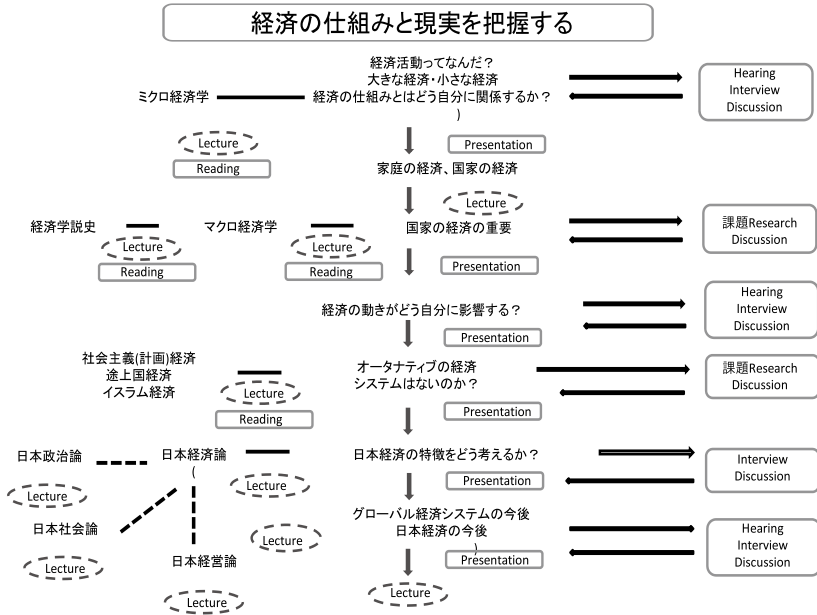 経済の仕組みと現実を把握する
経済活動ってなんだ？
大きな経済・小さな経済
ミクロ経済学
経済の仕組みとはどう自分に関係するか？
)
Hearing
Interview
Discussion
Lecture
Reading
Presentation
家庭の経済、国家の経済
Lecture
経済学説史
マクロ経済学
国家の経済の重要
課題Research
Discussion
Lecture
Reading
Lecture
Reading
Presentation
経済の動きがどう自分に影響する？
Hearing
Interview
Discussion
Presentation
社会主義(計画)経済
途上国経済
イスラム経済
オータナティブの経済
システムはないのか？
課題Research
Discussion
Lecture
Reading
Presentation
日本政治論
日本経済論
(
日本経済の特徴をどう考えるか？
Interview
Discussion
Lecture
Lecture
Presentation
日本社会論
グローバル経済システムの今後
日本経済の今後
)
Hearing
Interview
Discussion
Lecture
Lecture
日本経営論
Presentation
Lecture
Lecture